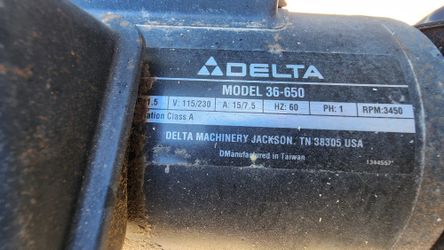 DELTA
MODEL 36-650
1.5 V: 115/230 A: 15/7.5 HZ: 60 PH: 1 RPM:3450
ation Class A
DELTA MACHINERY JACKSON, TN 38305 USA
DManufactured in Taiwan